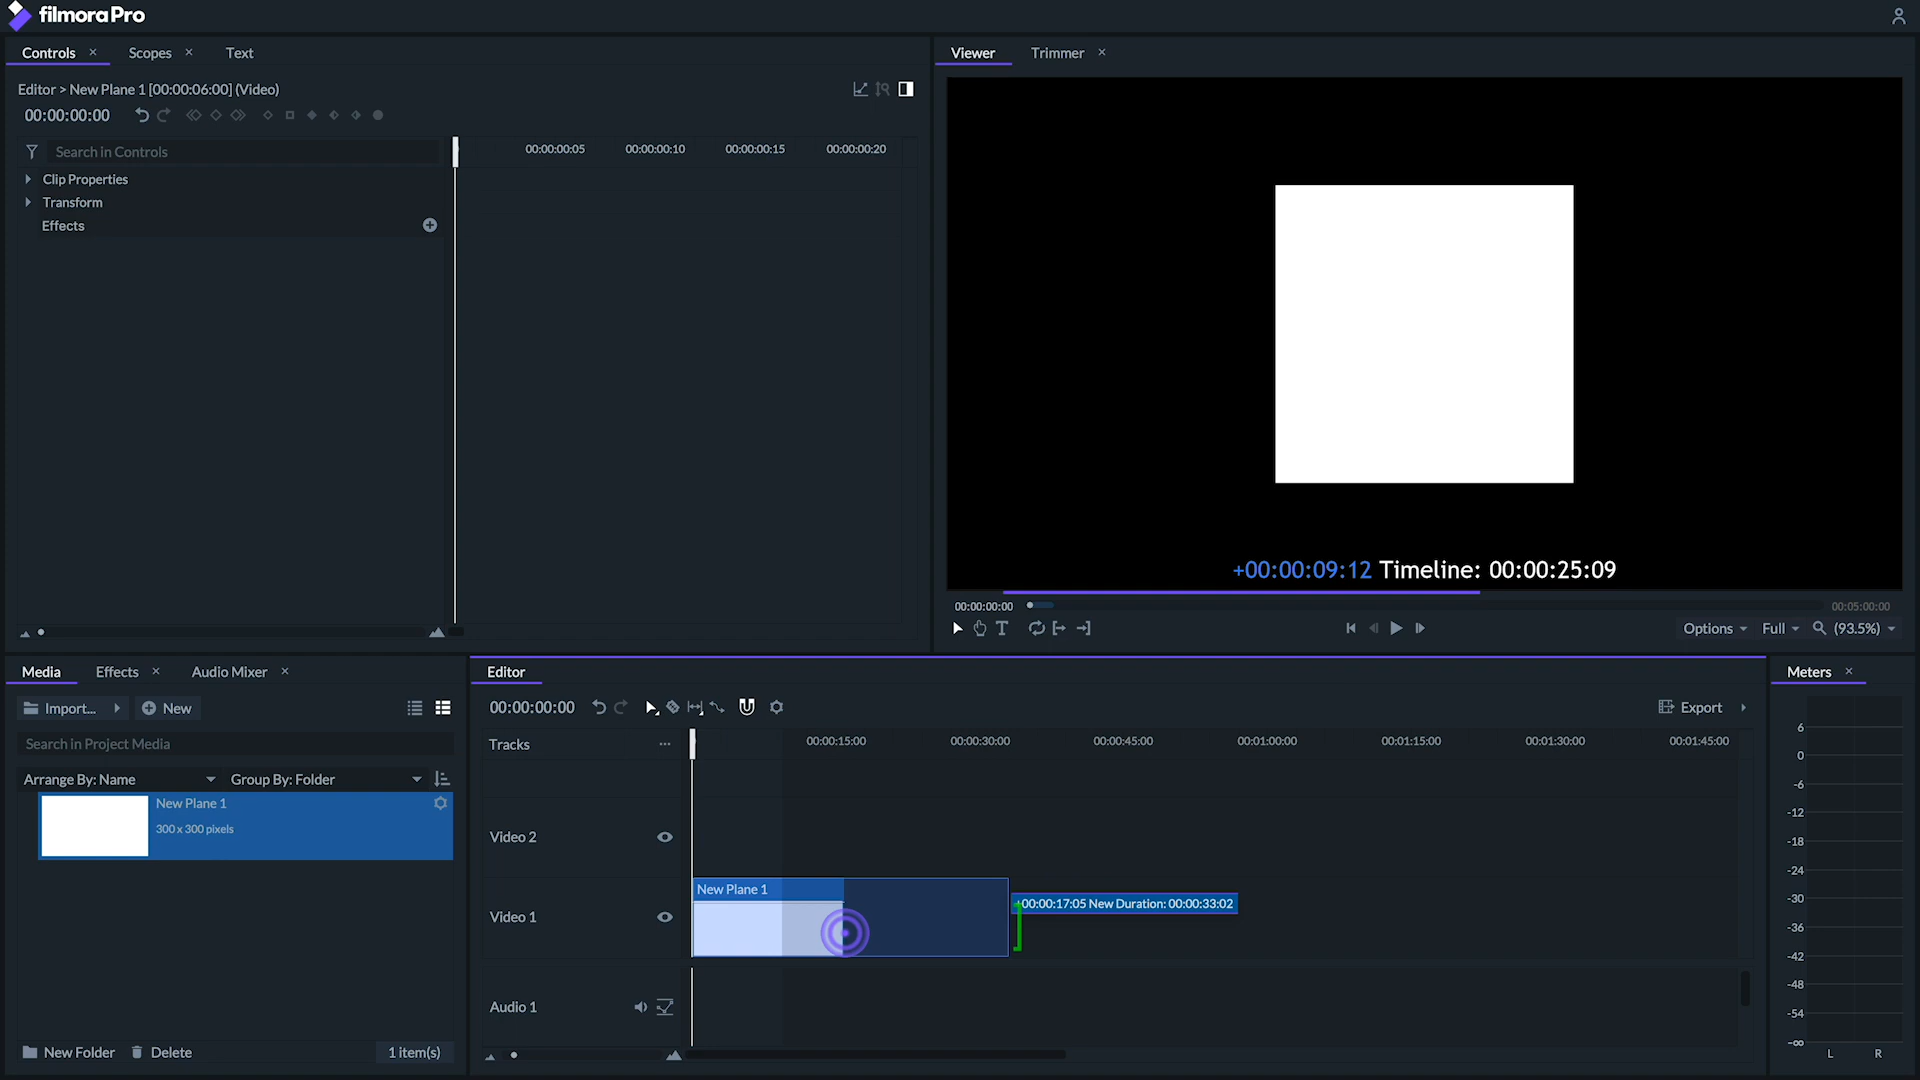 filmoraPro
Controls × Scopes × Text
Editor > New Plane 1 [00:00:06:00] (Video)
00:00:00:00
Search in Controls
00:00:00:05 00:00:00:10 00:00:00:15 00:00:00:20
Clip Properties
Transform
Effects
Viewer Trimmer ×
+00:00:09:12 Timeline: 00:00:25:09
00:00:00:00 00:05:00:00
Options Full (93.5%)
Media Effects × Audio Mixer ×
Import... New
Search in Project Media
Arrange By: Name Group By: Folder
New Plane 1
300 x 300 pixels
New Folder Delete 1 item(s)
Editor
00:00:00:00 Export
Tracks ... 00:00:15:00 00:00:30:00 00:00:45:00 00:01:00:00 00:01:15:00 00:01:30:00 00:01:45:00
Video 2
New Plane 1
+00:00:17:05 New Duration: 00:00:33:02
Video 1
Audio 1
Meters ×
6
0
-6
-12
-18
-24
-30
-36
-42
-48
-54
-∞
L R